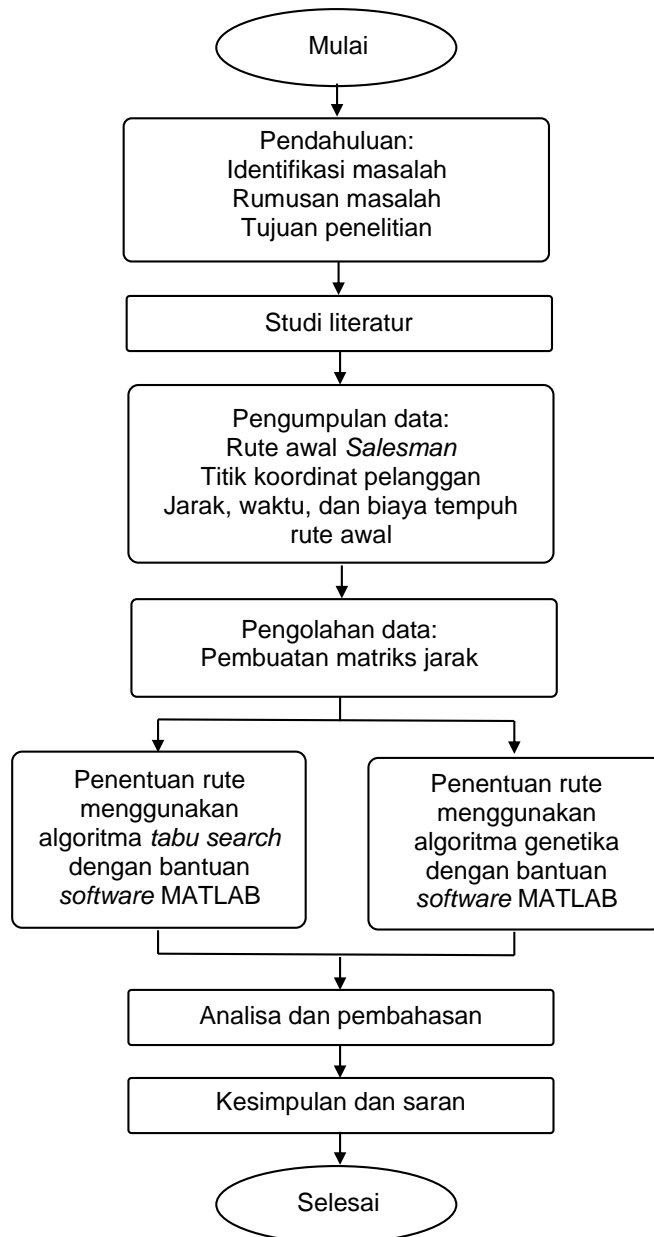 Mulai
Pendahuluan:
Identifikasi masalah
Rumusan masalah
Tujuan penelitian
Studi literatur
Pengumpulan data:
Rute awal Salesman
Titik koordinat pelanggan
Jarak, waktu, dan biaya tempuh
rute awal
Pengolahan data:
Pembuatan matriks jarak
Penentuan rute
menggunakan
algoritma tabu search
dengan bantuan
software MATLAB
Penentuan rute
menggunakan
algoritma genetika
dengan bantuan
software MATLAB
Analisa dan pembahasan
Kesimpulan dan saran
Selesai